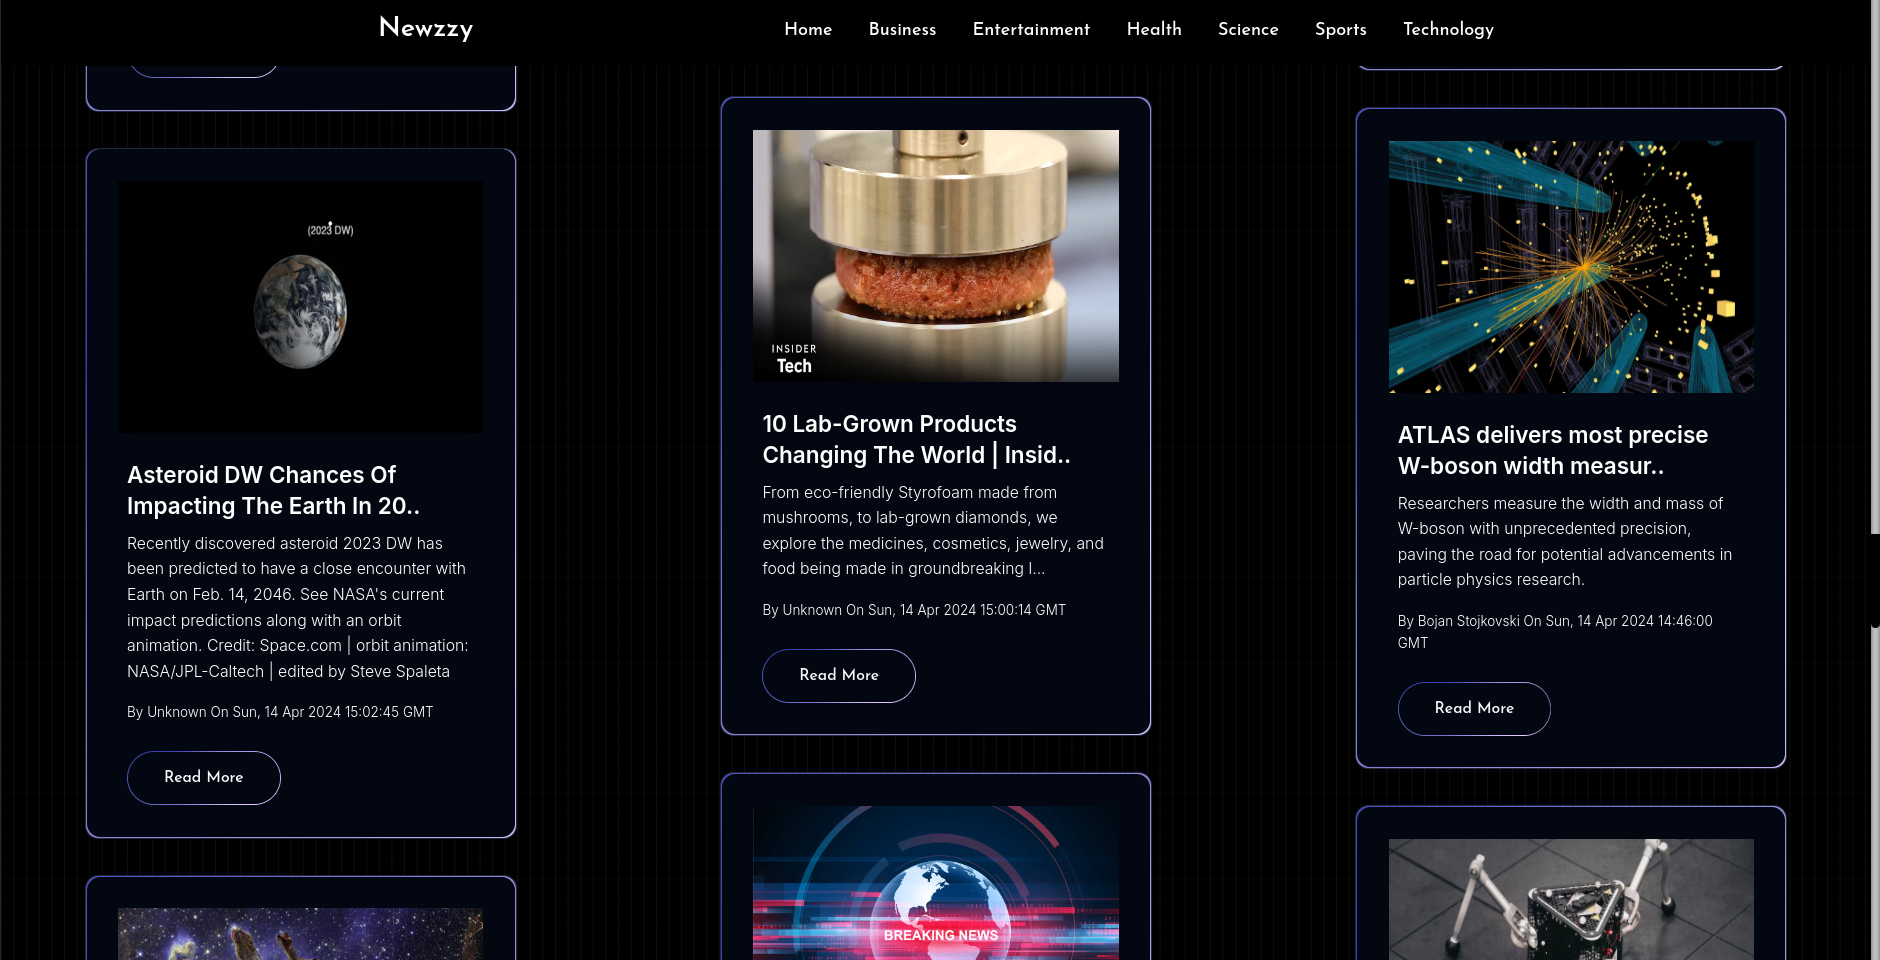 Newzzy
Home Business Entertainment Health Science Sports Technology
(2023 DW)
Asteroid DW Chances Of
Impacting The Earth In 20..
Recently discovered asteroid 2023 DW has
been predicted to have a close encounter with
Earth on Feb. 14, 2046. See NASA's current
impact predictions along with an orbit
animation. Credit: Space.com | orbit animation:
NASA/JPL-Caltech | edited by Steve Spaleta
By Unknown On Sun, 14 Apr 2024 15:02:45 GMT
Read More
INSIDER
Tech
10 Lab-Grown Products
Changing The World | Insid..
From eco-friendly Styrofoam made from
mushrooms, to lab-grown diamonds, we
explore the medicines, cosmetics, jewelry, and
food being made in groundbreaking l...
By Unknown On Sun, 14 Apr 2024 15:00:14 GMT
Read More
BREAKING NEWS
ATLAS delivers most precise
W-boson width measur..
Researchers measure the width and mass of
W-boson with unprecedented precision,
paving the road for potential advancements in
particle physics research.
By Bojan Stojkovski On Sun, 14 Apr 2024 14:46:00
GMT
Read More